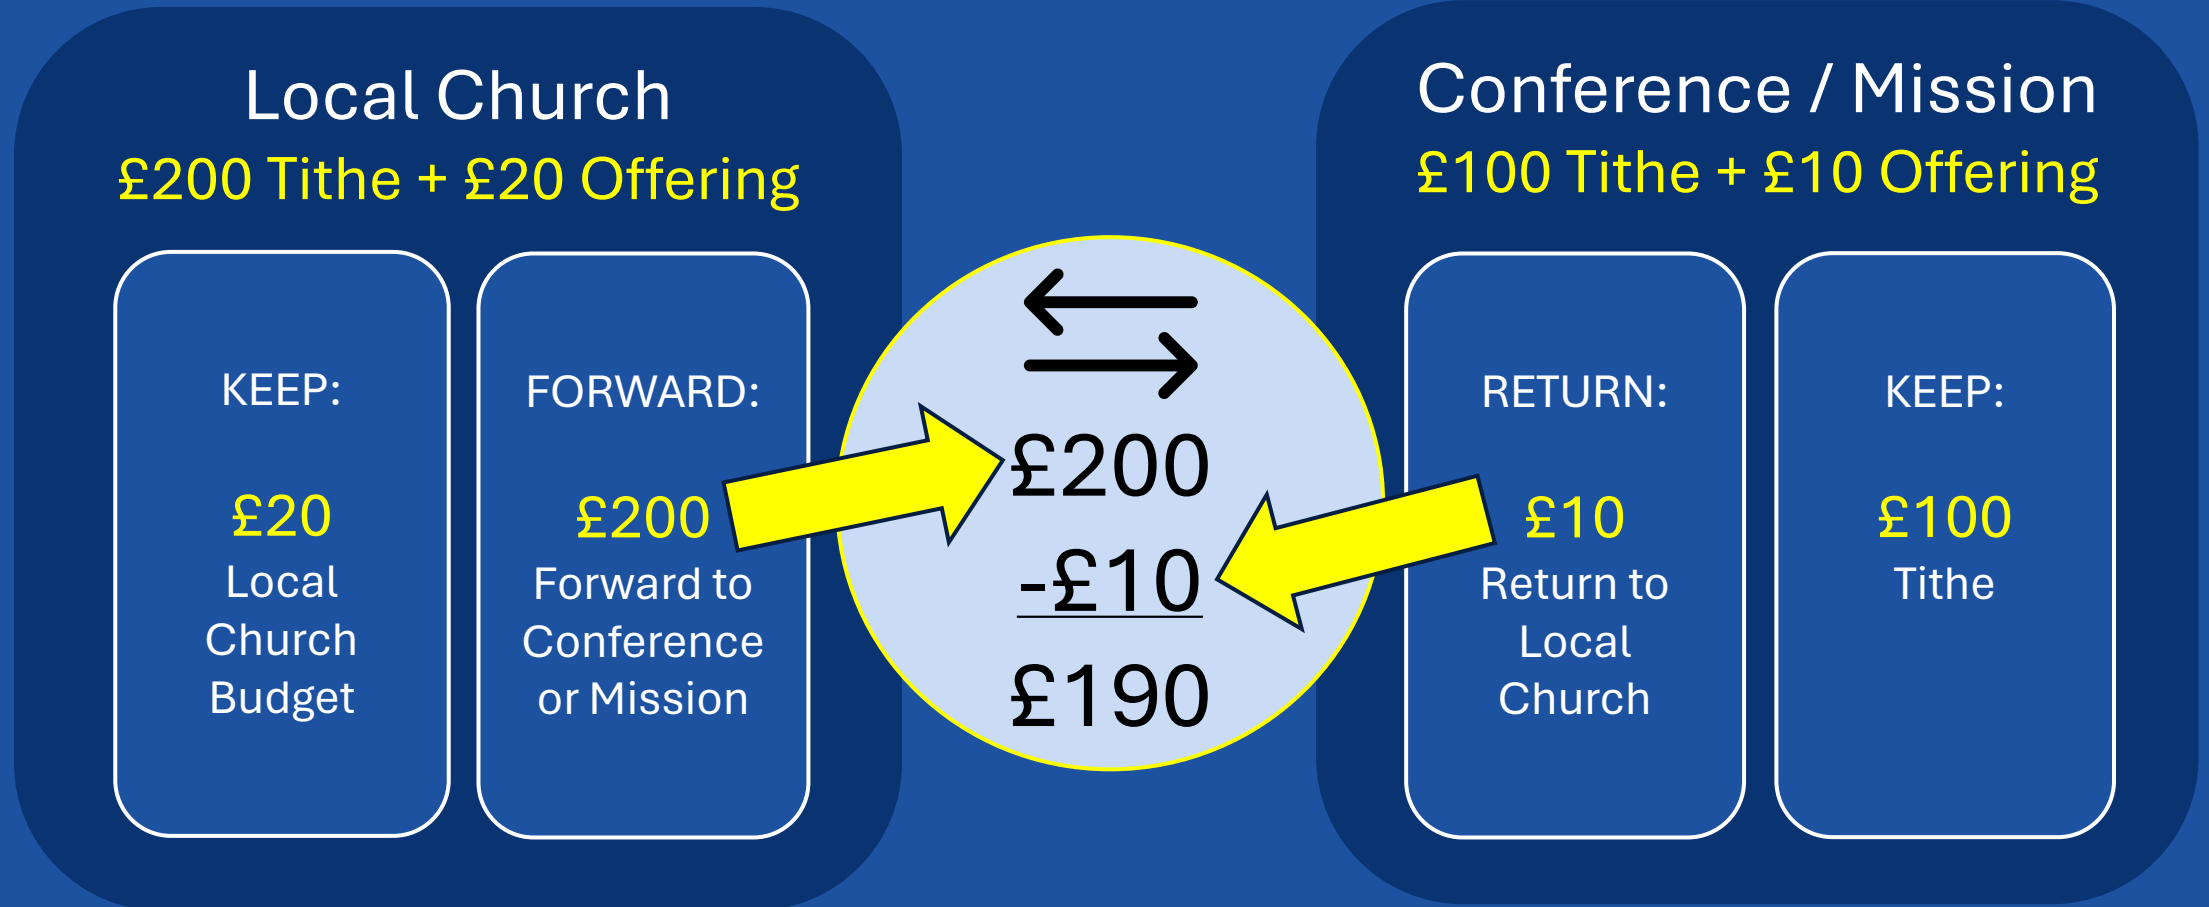 Local Church
£200 Tithe + £20 Offering
KEEP:
£20
Local
Church
Budget
FORWARD:
£200
Forward to
Conference
or Mission
£200
-£10
£190
Conference / Mission
£100 Tithe + £10 Offering
RETURN:
£10
Return to
Local
Church
KEEP:
£100
Tithe